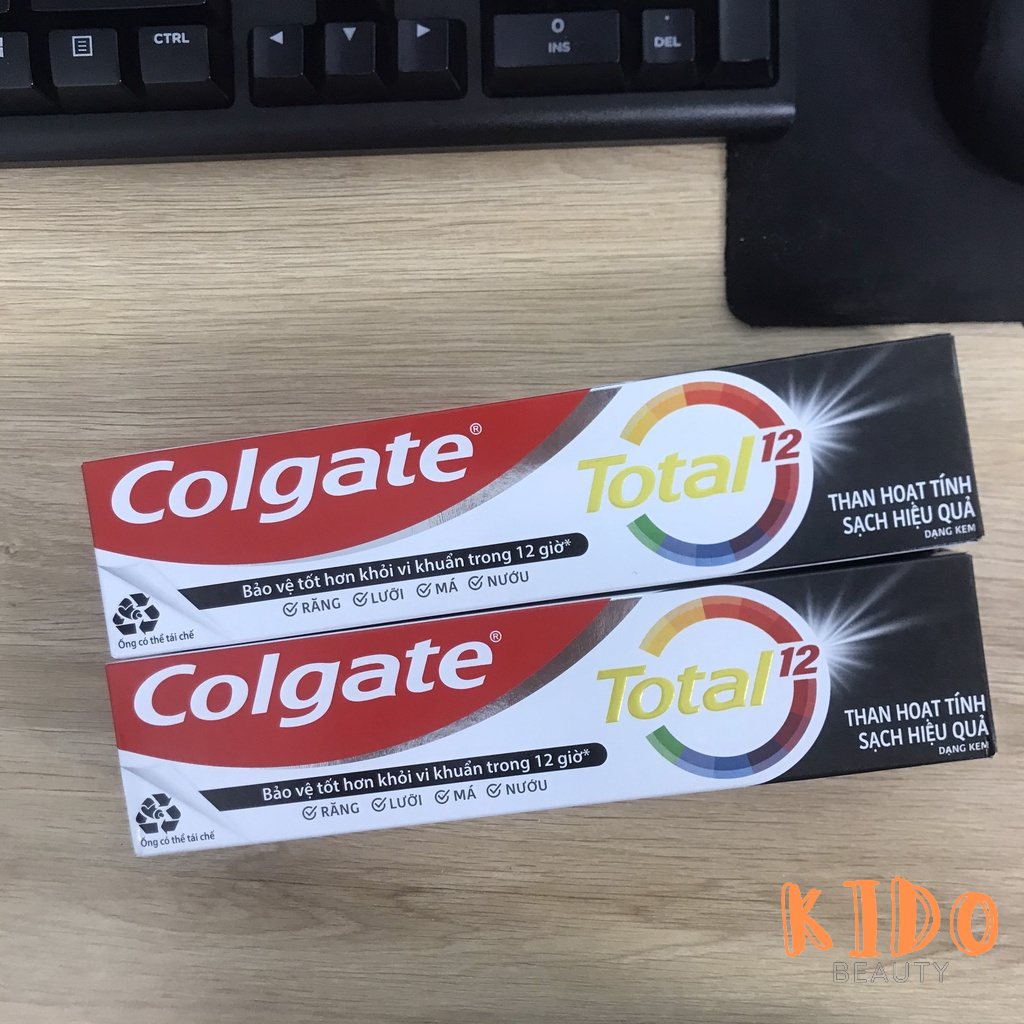 CTRL
0
INS
.
DEL
Colgate®
Total 12
THAN HOẠT TÍNH
SẠCH HIỆU QUẢ
DẠNG KEM
Bảo vệ tốt hơn khỏi vi khuẩn trong 12 giờ*
RĂNG LƯỠI MÁ NƯỚU
Ống có thể tái chế
Colgate®
Total 12
THAN HOẠT TÍNH
SẠCH HIỆU QUẢ
DẠNG KEM
Bảo vệ tốt hơn khỏi vi khuẩn trong 12 giờ*
RĂNG LƯỠI MÁ NƯỚU
Ống có thể tái chế
KIDO
BEAUTY